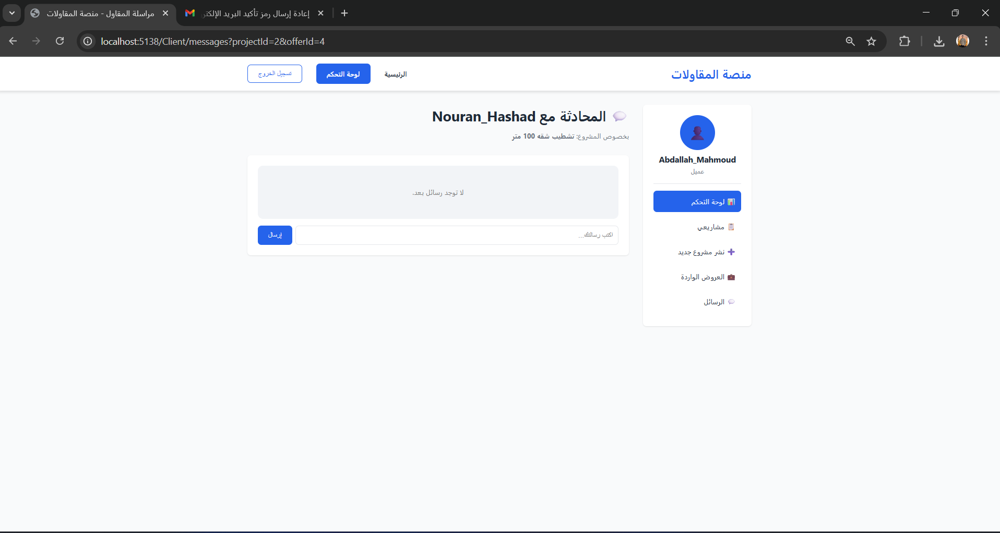 مراسلة المقاول - منصة المقاولات
إعادة إرسال رمز تأكيد البريد الإلكتر
localhost:5138/Client/messages?projectId=2&offerId=4
منصة المقاولات
الرئيسية
لوحة التحكم
تسجيل الخروج
Abdallah_Mahmoud
عميل
لوحة التحكم
مشاريعي
نشر مشروع جديد
العروض الواردة
الرسائل
المحادثة مع Nouran_Hashad
بخصوص المشروع: تشطيب شقه 100 متر
لا توجد رسائل بعد.
اكتب رسالتك...
إرسال